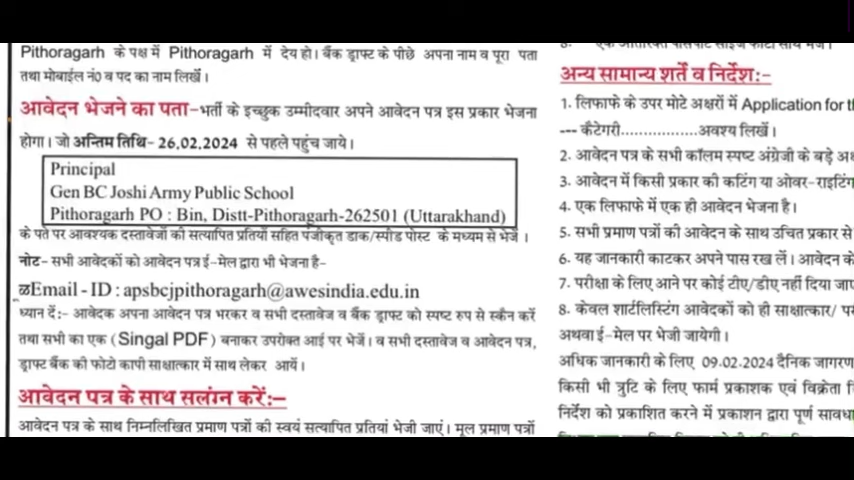 Pithoragarh के पक्ष में Pithoragarh में देय हो। बैंक ड्राफ्ट के पीछे अपना नाम व पूरा पता
तथा मोबाईल नं0 व पद का नाम लिखें।
आवेदन भेजने का पता-भर्ती के इच्छुक उम्मीदवार अपने आवेदन पत्र इस प्रकार भेजना
होगा। जो अन्तिम तिथि- 26.02.2024 से पहले पहुंच जाये।
Principal
Gen BC Joshi Army Public School
Pithoragarh PO : Bin, Distt-Pithoragarh-262501 (Uttarakhand)
के पते पर आवश्यक दस्तावेजों की सत्यापित प्रतियों सहित पंजीकृत डाक/स्पीड पोस्ट के माध्यम से भेजें।
नोट- सभी आवेदकों को आवेदन पत्र ई-मेल द्वारा भी भेजना है-
Email - ID : apsbcjpithoragarh@awesindia.edu.in
ध्यान दें:- आवेदक अपना आवेदन पत्र भरकर व सभी दस्तावेज व बैंक ड्राफ्ट को स्पष्ट रुप से स्कैन करें
तथा सभी का एक (Singal PDF) बनाकर उपरोक्त आई पर भेजें। व सभी दस्तावेज व आवेदन पत्र,
ड्राफ्ट बैंक की फोटो कापी साक्षात्कार में साथ लेकर आयें।
आवेदन पत्र के साथ सलंग्न करें:-
आवेदन पत्र के साथ निम्नलिखित प्रमाण पत्रों की स्वयं सत्यापित प्रतियां भेजी जाएं। मूल प्रमाण पत्रों
अन्य सामान्य शर्ते व निर्देश:-
1. लिफाफे के उपर मोटे अक्षरों में Application for
--- कैटेगरी.................अवश्य लिखें।
2. आवेदन पत्र के सभी कॉलम स्पष्ट अंग्रेजी के बड़े
3. आवेदन में किसी प्रकार की कटिंग या ओवर-राइटिंग
4. एक लिफाफे में एक ही आवेदन भेजना है।
5. सभी प्रमाण पत्रों की आवेदन के साथ उचित प्रकार से
6. यह जानकारी काटकर अपने पास रख लें। आवेदन के
7. परीक्षा के लिए आने पर कोई टीए/डीए नहीं दिया
8. केवल शार्टलिस्टिंग आवेदकों को ही साक्षात्कार/
अथवा ई-मेल पर भेजी जायेगी।
अधिक जानकारी के लिए 09.02.2024 दैनिक जागरण
किसी भी त्रुटि के लिए फार्म प्रकाशक एवं विक्रेता
निर्देश को प्रकाशित करने में प्रकाशन द्वारा पूर्ण